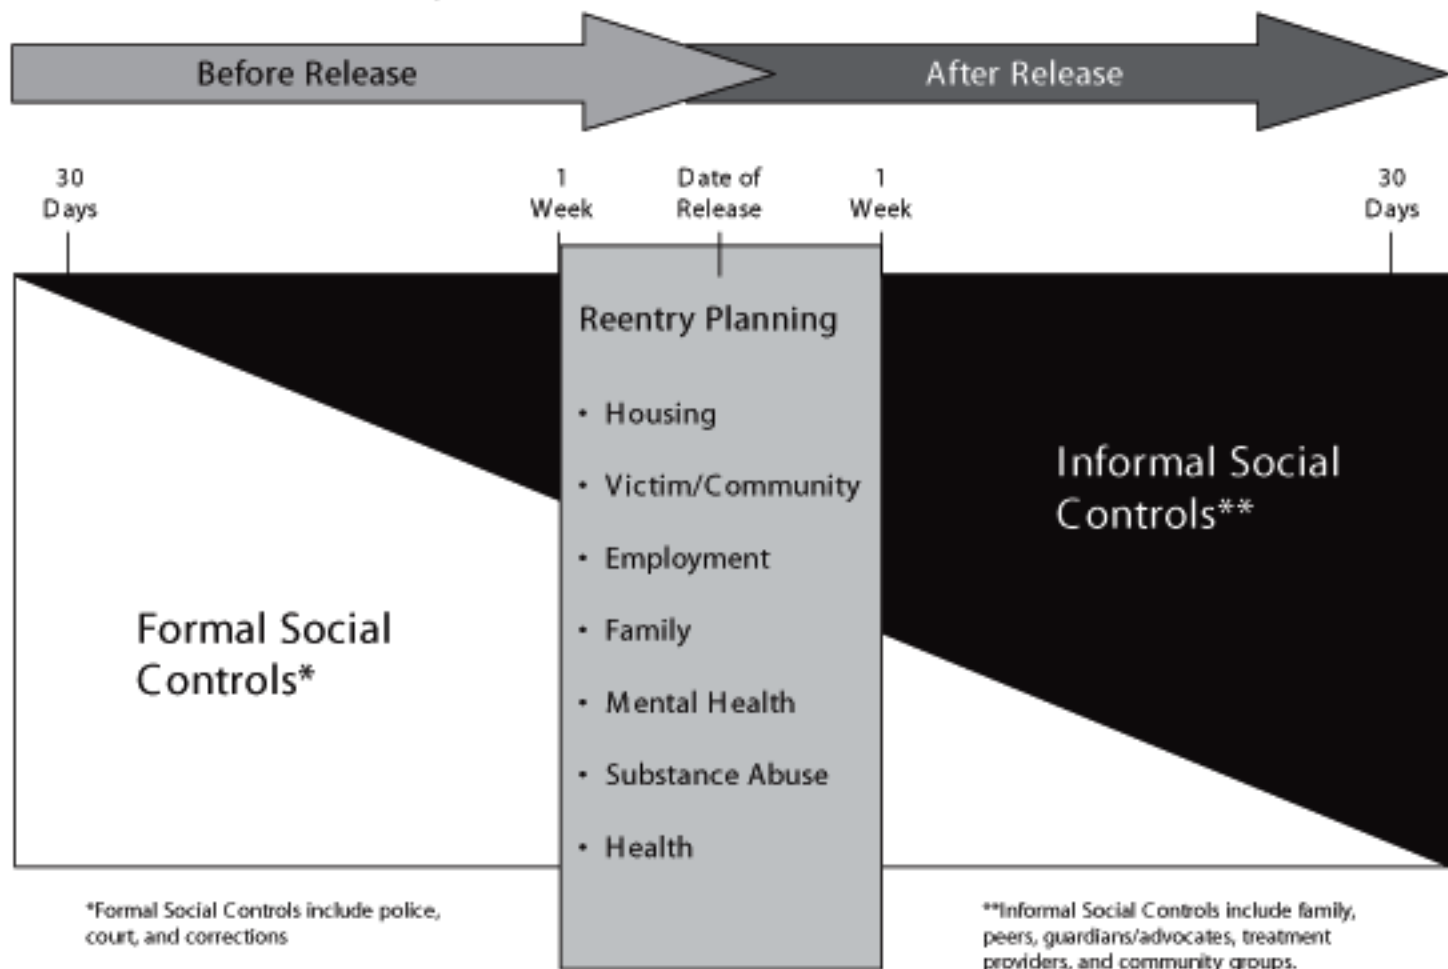 Before Release
After Release
30
Days
1
Week
Date of
Release
1
Week
30
Days
Reentry Planning
• Housing
• Victim/Community
• Employment
• Family
• Mental Health
• Substance Abuse
• Health
Formal Social
Controls*
Informal Social
Controls**
*Formal Social Controls include police,
court, and corrections
**Informal Social Controls include family,
peers, guardians/advocates, treatment
providers, and community groups.